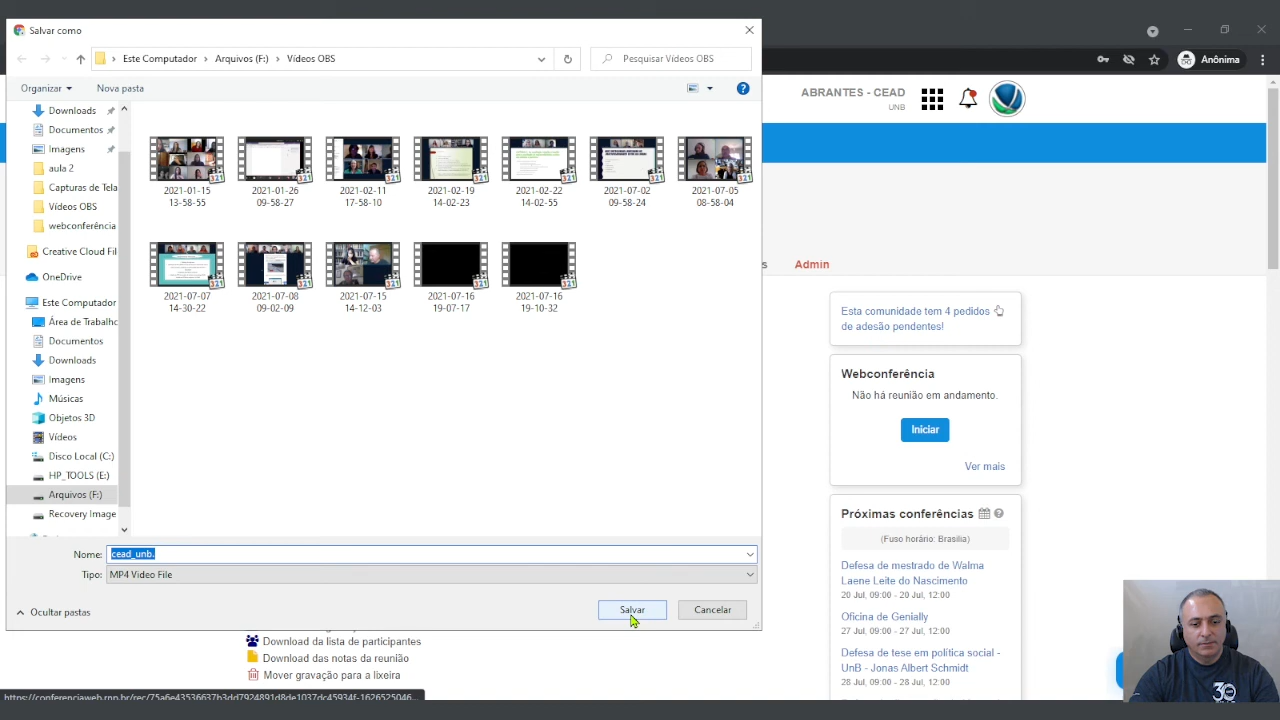 Salvar como
Este Computador > Arquivos (F:) > Vídeos OBS
Pesquisar Vídeos OBS
Organizar
Nova pasta
Downloads
Documentos
Imagens
aula 2
Capturas de Tela
Vídeos OBS
webconferência
Creative Cloud Fil
OneDrive
Este Computador
Área de Trabalho
Documentos
Downloads
Imagens
Músicas
Objetos 3D
Vídeos
Disco Local (C:)
HP_TOOLS (E:)
Arquivos (F:)
Recovery Image
2021-01-15
13-58-55
2021-01-26
09-58-27
2021-02-11
17-58-10
2021-02-19
14-02-23
2021-02-22
14-02-55
2021-07-02
09-58-24
2021-07-05
08-58-04
2021-07-07
14-30-22
2021-07-08
09-02-09
2021-07-15
14-12-03
2021-07-16
19-07-17
2021-07-16
19-10-32
Nome: cead_unb.
Tipo: MP4 Video File
Ocultar pastas
Salvar
Cancelar
Download da lista de participantes
Download das notas da reunião
Mover gravação para a lixeira
Anônima
ABRANTES - CEAD
UNB
s
Admin
Esta comunidade tem 4 pedidos
de adesão pendentes!
Webconferência
Não há reunião em andamento.
Iniciar
Ver mais
Próximas conferências
(Fuso horário: Brasilia)
Defesa de mestrado de Walma
Laene Leite do Nascimento
20 Jul, 09:00 - 20 Jul, 12:00
Oficina de Genially
27 Jul, 09:00 - 27 Jul, 12:00
Defesa de tese em política social -
UnB - Jonas Albert Schmidt
28 Jul, 09:00 - 28 Jul, 12:00
30